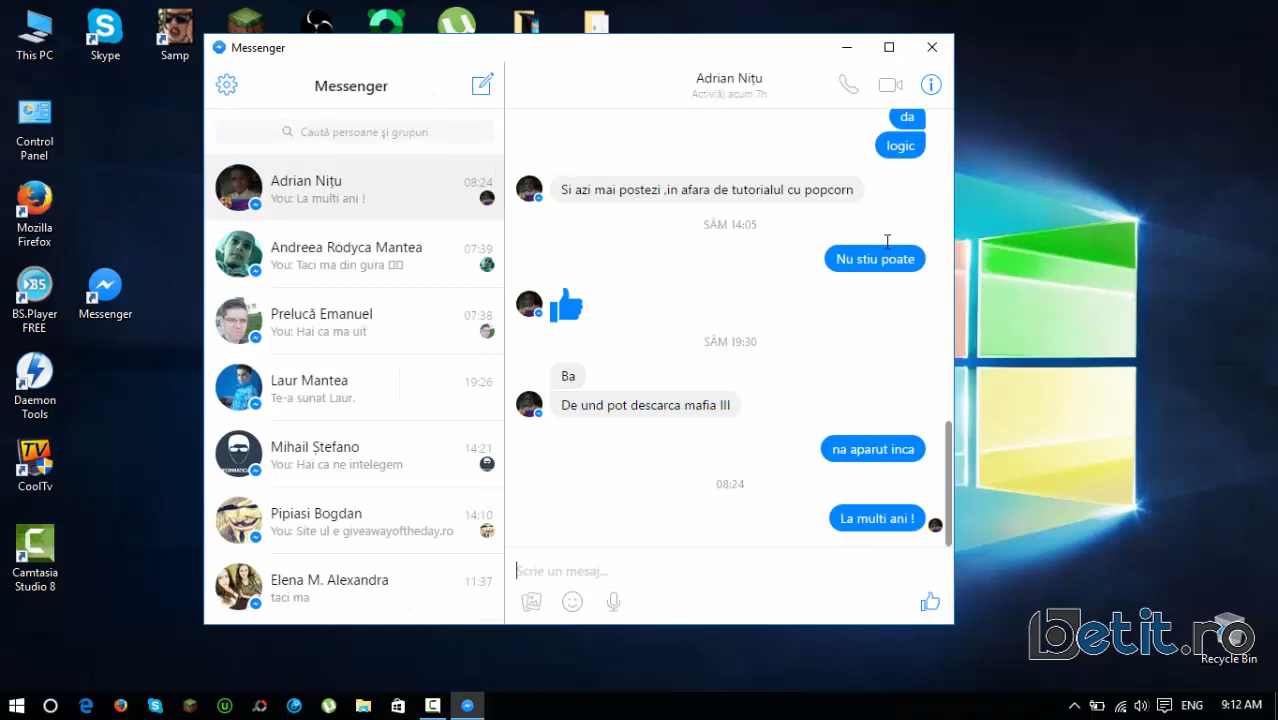 This PC
Skype
Samp
Control
Panel
Mozilla
Firefox
BS.Player
FREE
Messenger
Daemon
Tools
CoolTv
Camtasia
Studio 8
Messenger
Messenger
Caută persoane și grupuri
Adrian Nițu
08:24
You: La multi ani !
Andreea Rodyca Mantea
07:39
You: Taci ma din gura
Prelucă Emanuel
07:38
You: Hai ca ma uit
Laur Mantea
19:26
Te-a sunat Laur.
Mihail Ștefano
14:21
You: Hai ca ne intelegem
Pipiasi Bogdan
14:10
You: Site ul e giveawayoftheday.ro
Elena M. Alexandra
11:37
taci ma
Adrian Nițu
Activ(ă) acum 7h
da
logic
Si azi mai postezi ,in afara de tutorialul cu popcorn
SÂM 14:05
Nu stiu poate
SÂM 19:30
Ba
De und pot descarca mafia III
na aparut inca
08:24
La multi ani !
Scrie un mesaj...
betit.ro
Recycle Bin
ENG
9:12 AM